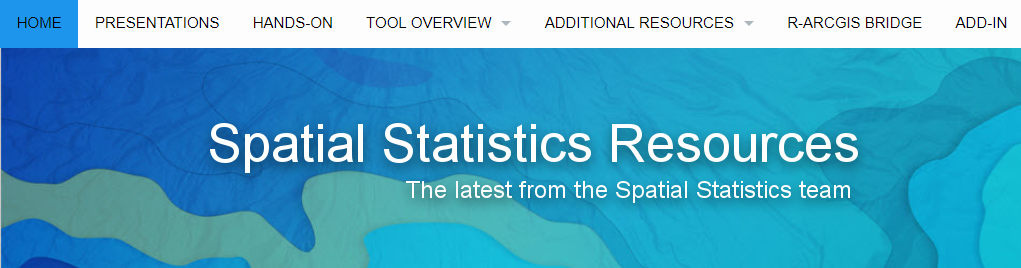 HOME PRESENTATIONS HANDS-ON TOOL OVERVIEW ADDITIONAL RESOURCES R-ARCGIS BRIDGE ADD-IN
Spatial Statistics Resources
The latest from the Spatial Statistics team